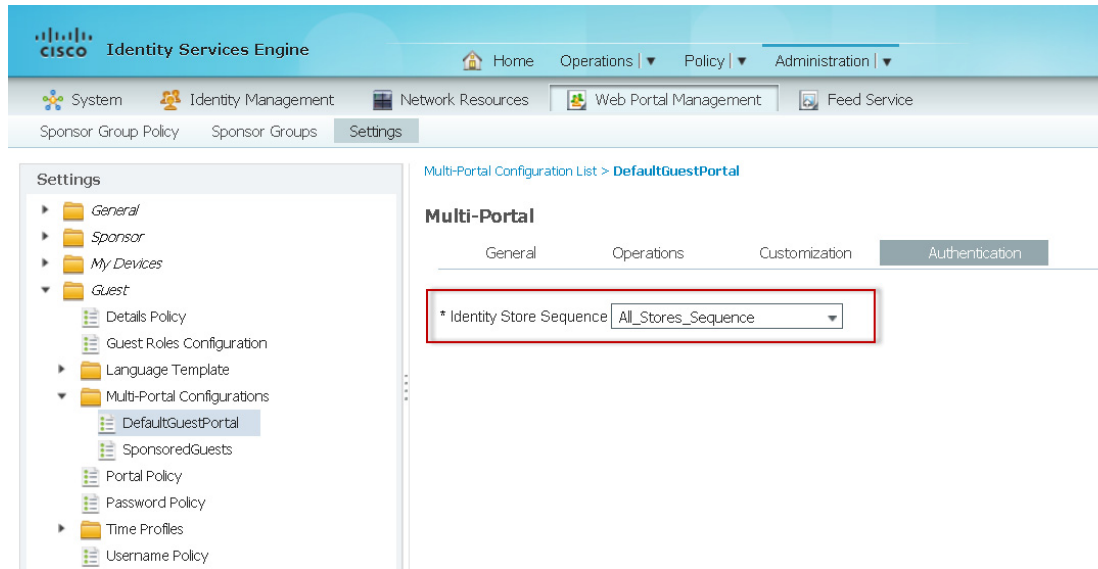 CISCO Identity Services Engine
Home Operations | ▼ Policy | ▼ Administration | ▼
System Identity Management Network Resources Web Portal Management Feed Service
Sponsor Group Policy Sponsor Groups Settings
Settings
General
Sponsor
My Devices
Guest
Details Policy
Guest Roles Configuration
Language Template
Multi-Portal Configurations
DefaultGuestPortal
SponsoredGuests
Portal Policy
Password Policy
Time Profiles
Username Policy
Multi-Portal Configuration List > DefaultGuestPortal
Multi-Portal
General Operations Customization Authentication
* Identity Store Sequence All_Stores_Sequence